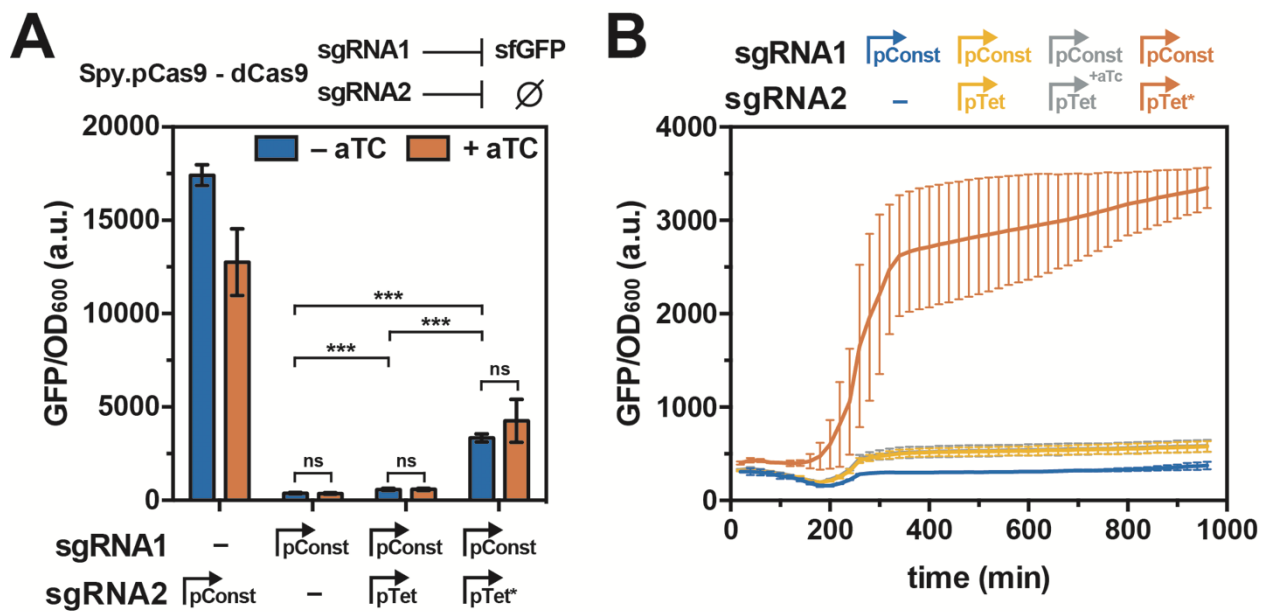 A
Spy.pCas9 - dCas9
sgRNA1 sfGFP
sgRNA2 Ø
GFP/OD600 (a.u.)
20000
15000
10000
5000
0
– aTC + aTC
***
***
***
ns
ns
ns
sgRNA1 – pConst pConst pConst
sgRNA2 pConst – pTet pTet*
B
sgRNA1 pConst pConst pConst pConst
sgRNA2 – pTet pTet+aTc pTet*
GFP/OD600 (a.u.)
4000
3000
2000
1000
0
0 200 400 600 800 1000
time (min)